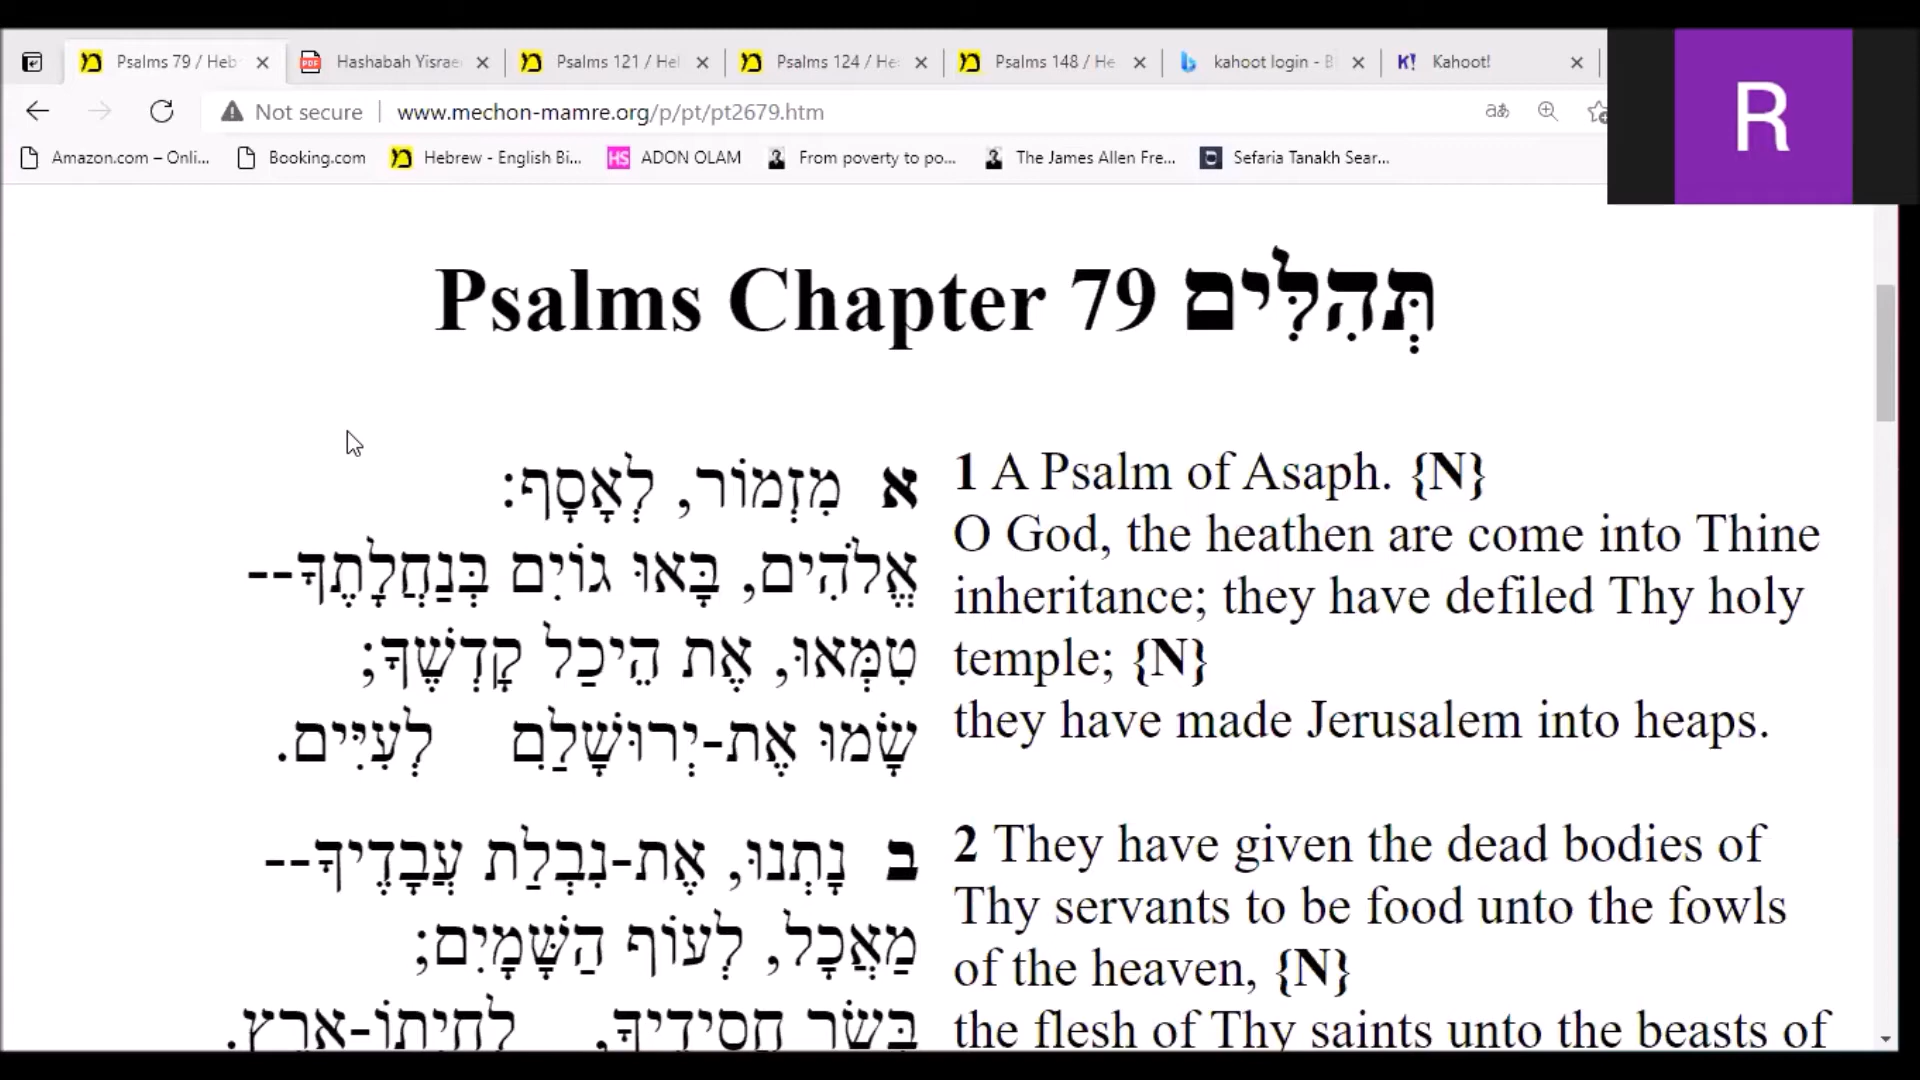 Psalms 79 / Heb
Hashabah Yisrae
Psalms 121 / Hel
Psalms 124 / He
Psalms 148 / He
kahoot login - B
K! Kahoot!
Not secure www.mechon-mamre.org/p/pt/pt2679.htm
Amazon.com – Onli...
Booking.com
Hebrew - English Bi...
HS ADON OLAM
From poverty to po...
The James Allen Fre...
Sefaria Tanakh Sear...
R
Psalms Chapter 79 תְּהִלִּים
א  מִזְמוֹר, לְאָסָף:
אֱלֹהִים, בָּאוּ גוֹיִם בְּנַחֲלָתֶךָ--
טִמְּאוּ, אֶת הֵיכַל קָדְשֶׁךָ;
שָׂמוּ אֶת-יְרוּשָׁלִַם לְעִיִּים.
1 A Psalm of Asaph. {N}
O God, the heathen are come into Thine
inheritance; they have defiled Thy holy
temple; {N}
they have made Jerusalem into heaps.
ב  נָתְנוּ, אֶת-נִבְלַת עֲבָדֶיךָ--
מַאֲכָל, לְעוֹף הַשָּׁמָיִם;
בְּשַׂר חֲסִידֶיךָ, לְחַיְתוֹ-אָרֶץ.
2 They have given the dead bodies of
Thy servants to be food unto the fowls
of the heaven, {N}
the flesh of Thy saints unto the beasts of